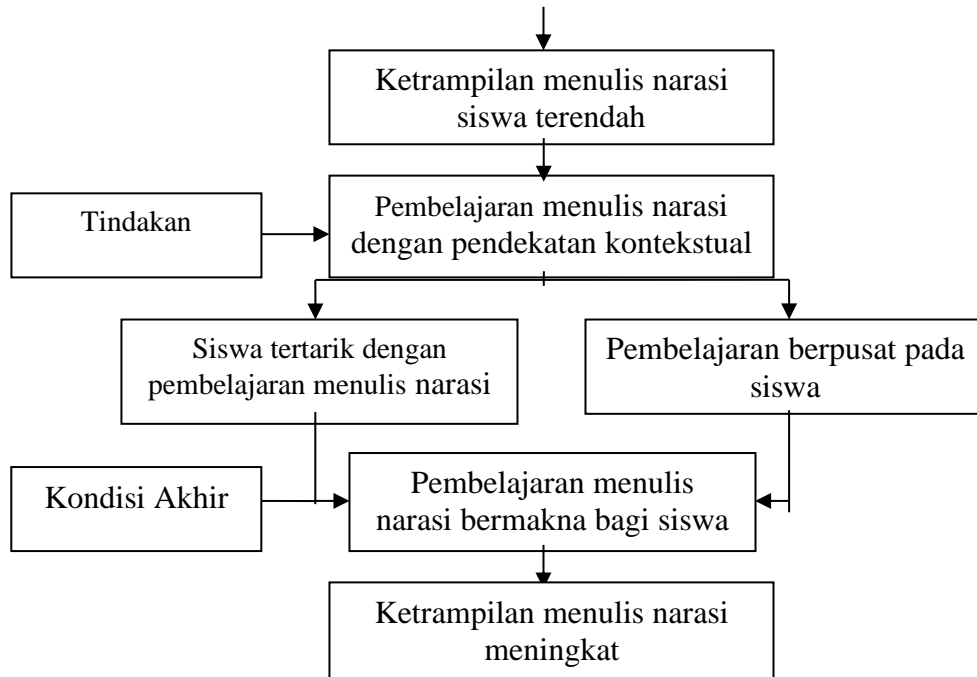 Ketrampilan menulis narasi
siswa terendah
Tindakan
Pembelajaran menulis narasi
dengan pendekatan kontekstual
Siswa tertarik dengan
pembelajaran menulis narasi
Pembelajaran berpusat pada
siswa
Kondisi Akhir
Pembelajaran menulis
narasi bermakna bagi siswa
Ketrampilan menulis narasi
meningkat